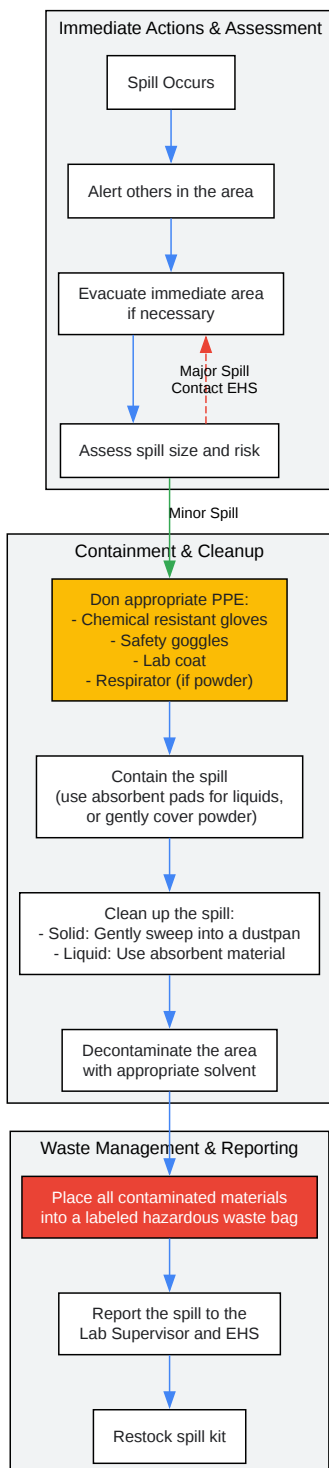 Immediate Actions & Assessment
Spill Occurs
Alert others in the area
Evacuate immediate area
if necessary
Major Spill
Contact EHS
Assess spill size and risk
Minor Spill
Containment & Cleanup
Don appropriate PPE:
- Chemical resistant gloves
- Safety goggles
- Lab coat
- Respirator (if powder)
Contain the spill
(use absorbent pads for liquids,
or gently cover powder)
Clean up the spill:
- Solid: Gently sweep into a dustpan
- Liquid: Use absorbent material
Decontaminate the area
with appropriate solvent
Waste Management & Reporting
Place all contaminated materials
into a labeled hazardous waste bag
Report the spill to the
Lab Supervisor and EHS
Restock spill kit